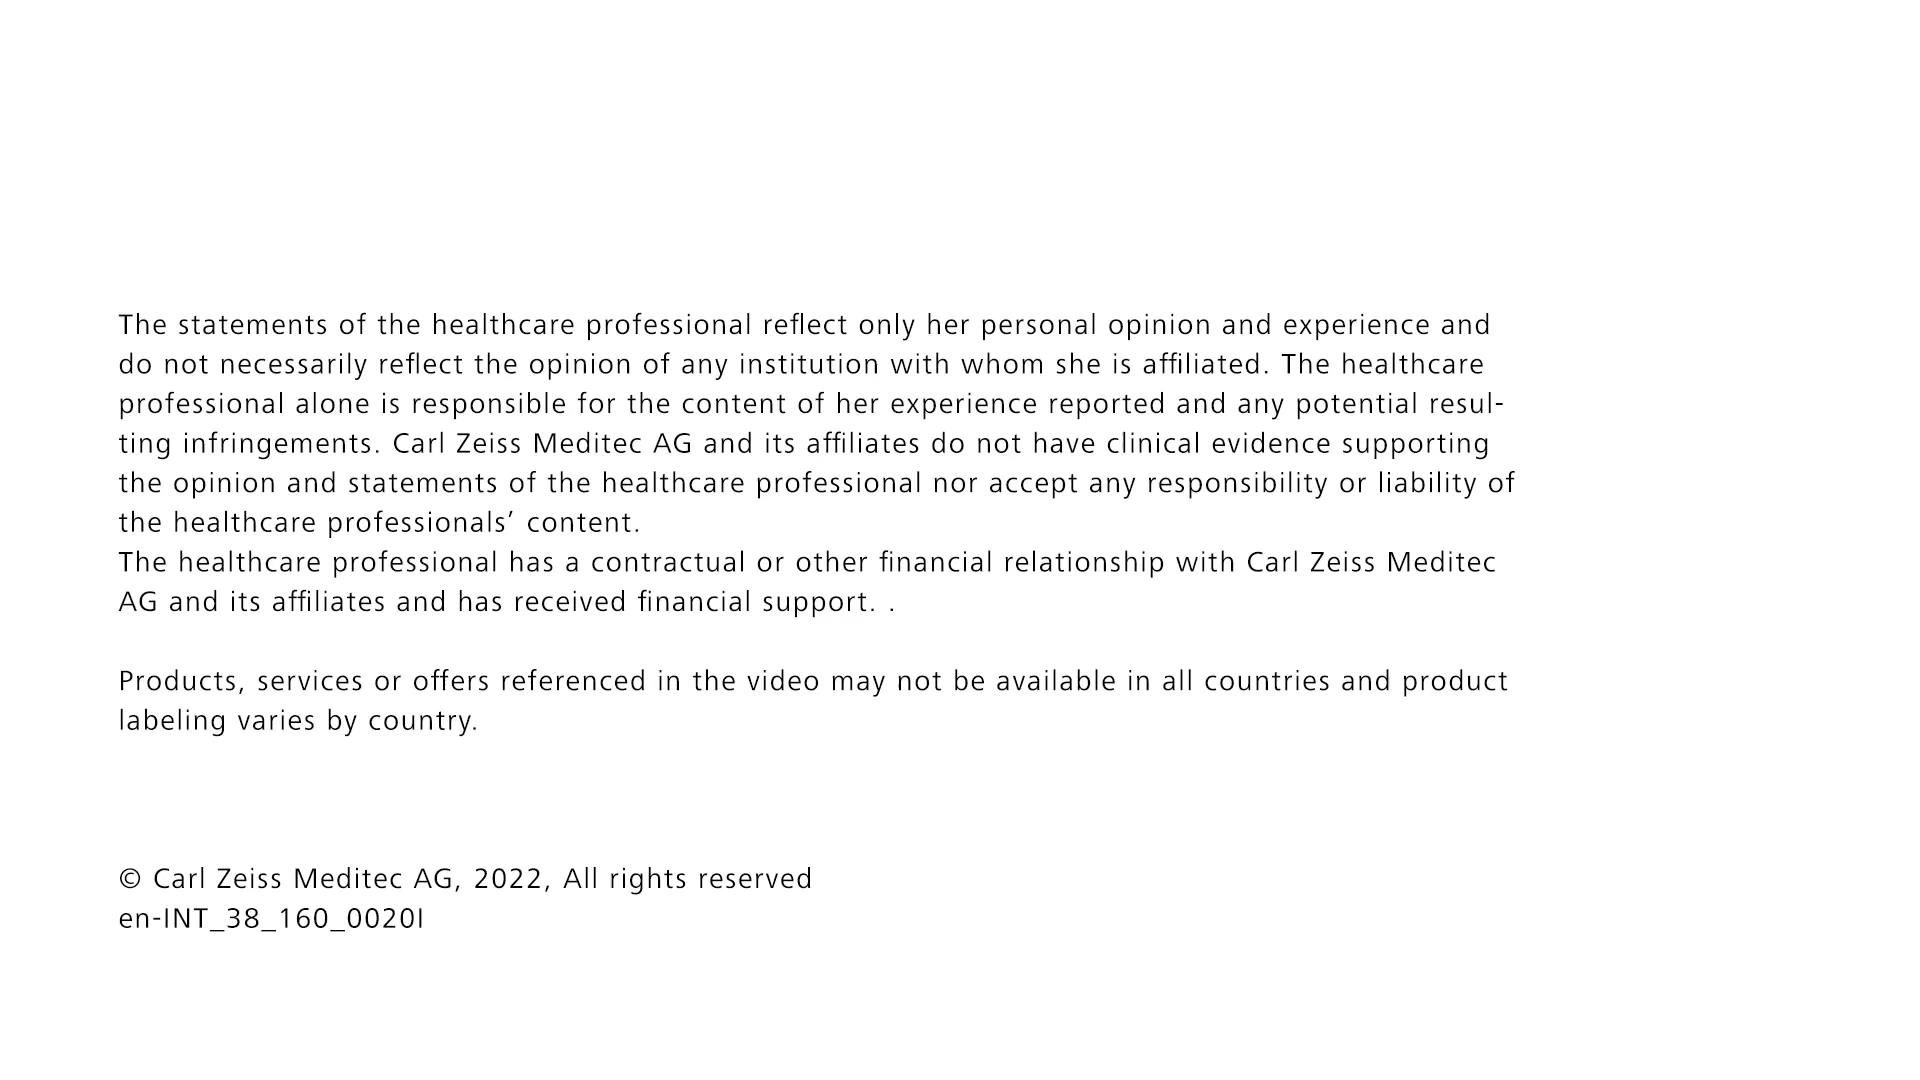 The statements of the healthcare professional reflect only her personal opinion and experience and
do not necessarily reflect the opinion of any institution with whom she is affiliated. The healthcare
professional alone is responsible for the content of her experience reported and any potential resul-
ting infringements. Carl Zeiss Meditec AG and its affiliates do not have clinical evidence supporting
the opinion and statements of the healthcare professional nor accept any responsibility or liability of
the healthcare professionals’ content.
The healthcare professional has a contractual or other financial relationship with Carl Zeiss Meditec
AG and its affiliates and has received financial support. .
Products, services or offers referenced in the video may not be available in all countries and product
labeling varies by country.
© Carl Zeiss Meditec AG, 2022, All rights reserved
en-INT_38_160_0020I